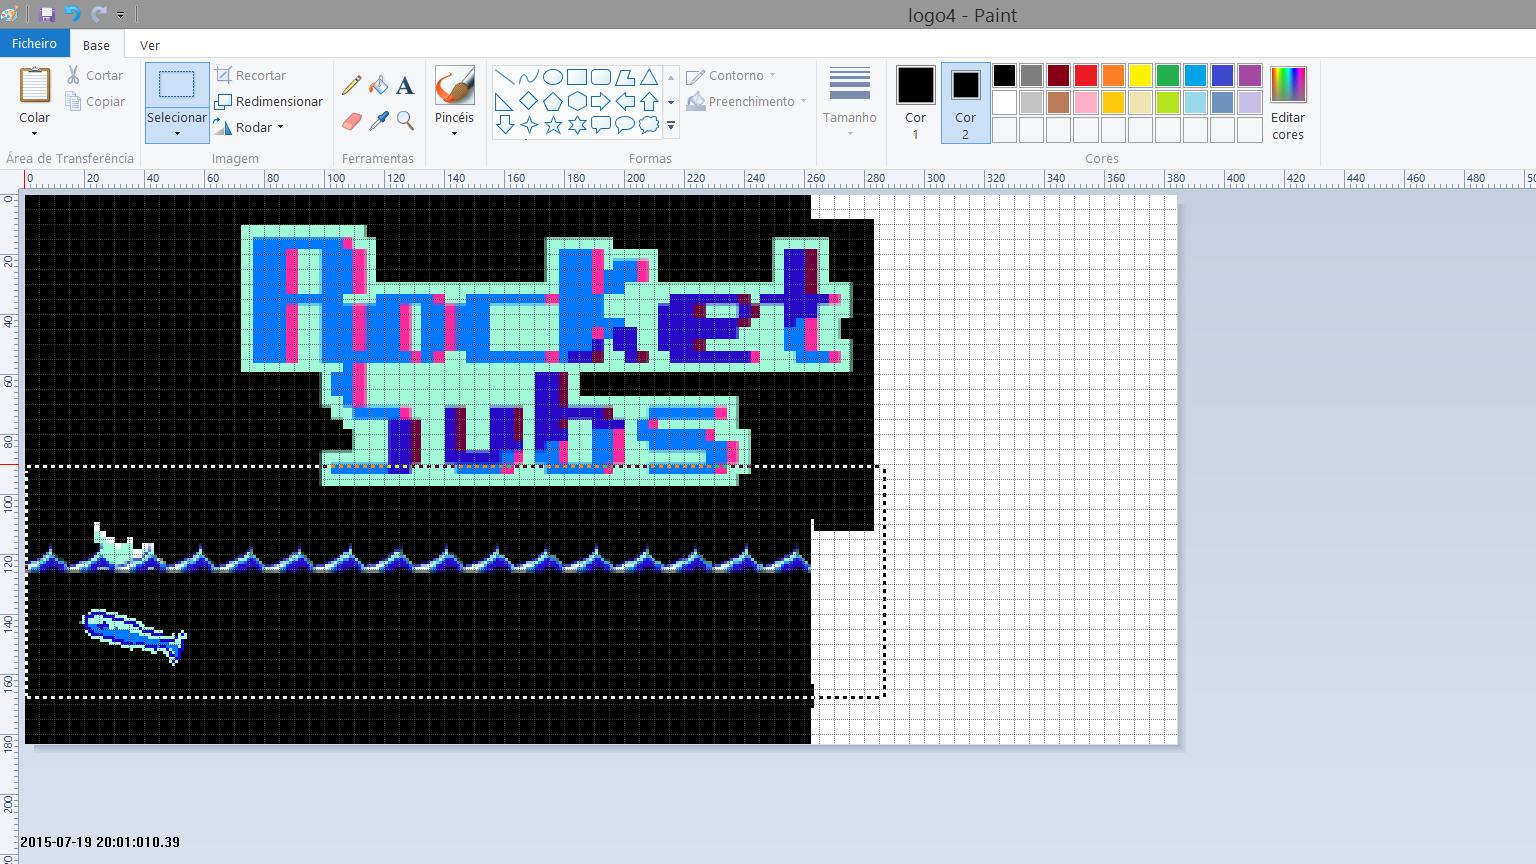 logo4 - Paint
Ficheiro Base Ver
Colar
Cortar
Copiar
Área de Transferência
Selecionar
Recortar
Redimensionar
Rodar
Imagem
A
Ferramentas
Pincéis
Contorno
Preenchimento
Formas
Tamanho
Cor
1
Cor
2
Editar
cores
Cores
0 20 40 60 80 100 120 140 160 180 200 220 240 260 280 300 320 340 360 380 400 420 440 460 480 50
0
20
40
60
80
100
120
140
160
180
200
Rocket
subs
2015-07-19 20:01:010.39